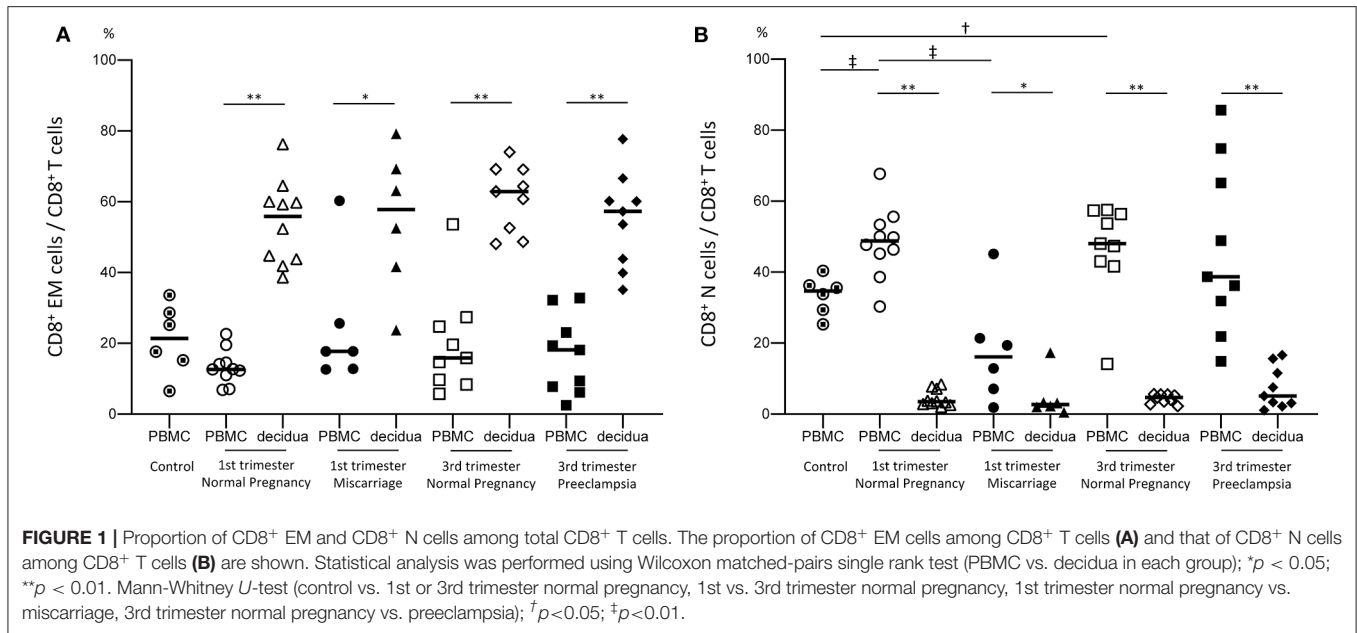 A
%
** * ** **
100
80
60
40
20
0
CD8⁺ EM cells / CD8⁺ T cells
PBMC PBMC decidua PBMC decidua PBMC decidua PBMC decidua
Control 1st trimester 1st trimester 3rd trimester 3rd trimester
Normal Pregnancy Miscarriage Normal Pregnancy Preeclampsia
B
%
†
‡ ‡
** * ** **
100
80
60
40
20
0
CD8⁺ N cells / CD8⁺ T cells
PBMC PBMC decidua PBMC decidua PBMC decidua PBMC decidua
Control 1st trimester 1st trimester 3rd trimester 3rd trimester
Normal Pregnancy Miscarriage Normal Pregnancy Preeclampsia
FIGURE 1 | Proportion of CD8⁺ EM and CD8⁺ N cells among total CD8⁺ T cells. The proportion of CD8⁺ EM cells among CD8⁺ T cells (A) and that of CD8⁺ N cells
among CD8⁺ T cells (B) are shown. Statistical analysis was performed using Wilcoxon matched-pairs single rank test (PBMC vs. decidua in each group); *p < 0.05;
**p < 0.01. Mann-Whitney U-test (control vs. 1st or 3rd trimester normal pregnancy, 1st vs. 3rd trimester normal pregnancy, 1st trimester normal pregnancy vs.
miscarriage, 3rd trimester normal pregnancy vs. preeclampsia); †p<0.05; ‡p<0.01.